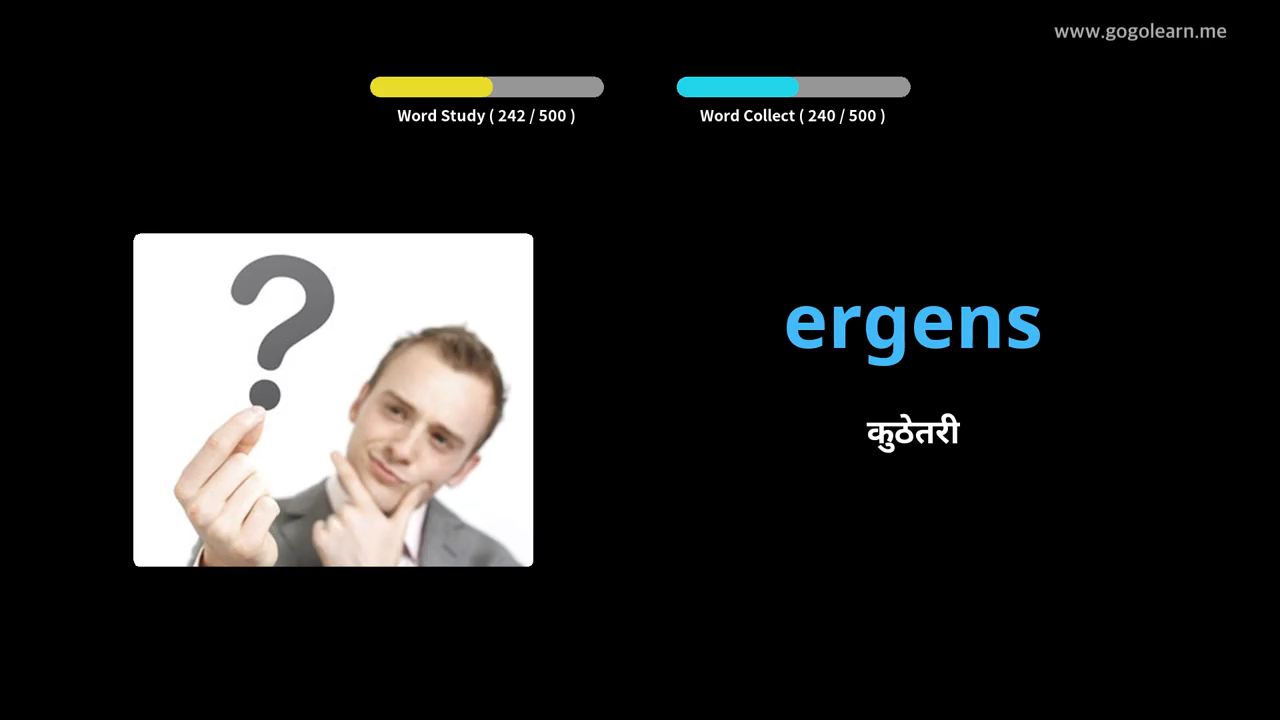 www.gogolearn.me
Word Study ( 242 / 500 )
Word Collect ( 240 / 500 )
?
ergens
कुठेतरी